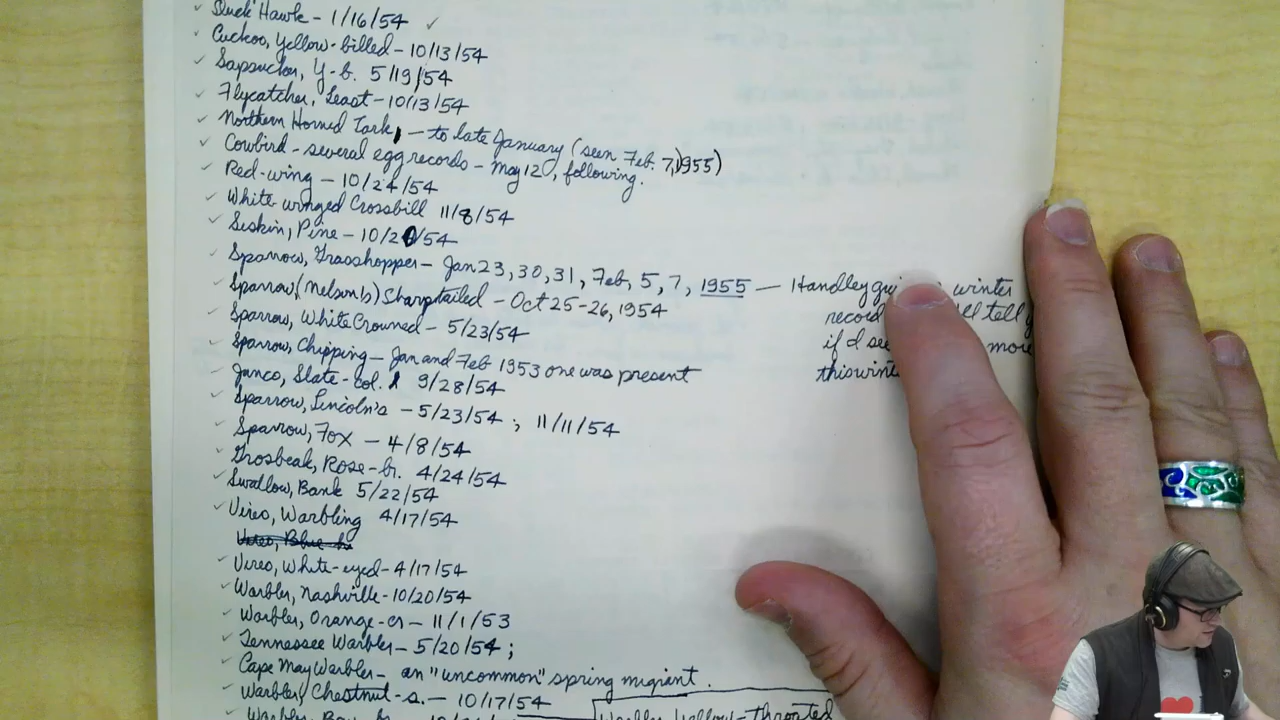 ✓ Duck Hawk - 1/16/54 ✓
✓ Cuckoo, Yellow-billed - 10/13/54
✓ Sapsucker, Y-b. 5/19/54
✓ Flycatcher, Least - 10/13/54
✓ Northern Horned Lark - to late January (seen Feb. 7, 1955)
✓ Cowbird - several egg records - May 12, following.
✓ Red-wing - 10/24/54
✓ White-winged Crossbill 11/8/54
✓ Siskin, Pine - 10/20/54
✓ Sparrow, Grasshopper - Jan 23, 30, 31, Feb, 5, 7, 1955 - Handley winter
tell
if I see more
this
✓ Sparrow, (Nelson's) Sharptailed - Oct 25-26, 1954
✓ Sparrow, White Crowned - 5/23/54
✓ Sparrow, Chipping - Jan and Feb 1953 one was present
✓ Junco, Slate-col. 9/28/54
✓ Sparrow, Lincoln's - 5/23/54; 11/11/54
✓ Sparrow, Fox - 4/8/54
✓ Grosbeak, Rose-br. 4/24/54
✓ Swallow, Bank 5/22/54
✓ Vireo, Warbling 4/17/54
Vireo, Blue-h
✓ Vireo, White-eyed - 4/17/54
✓ Warbler, Nashville - 10/20/54
✓ Warbler, Orange-cr - 11/1/53
✓ Tennessee Warbler - 5/20/54;
✓ Cape May Warbler - an "uncommon" spring migrant.
✓ Warbler, Chestnut-s. - 10/17/54
Yellow-throated